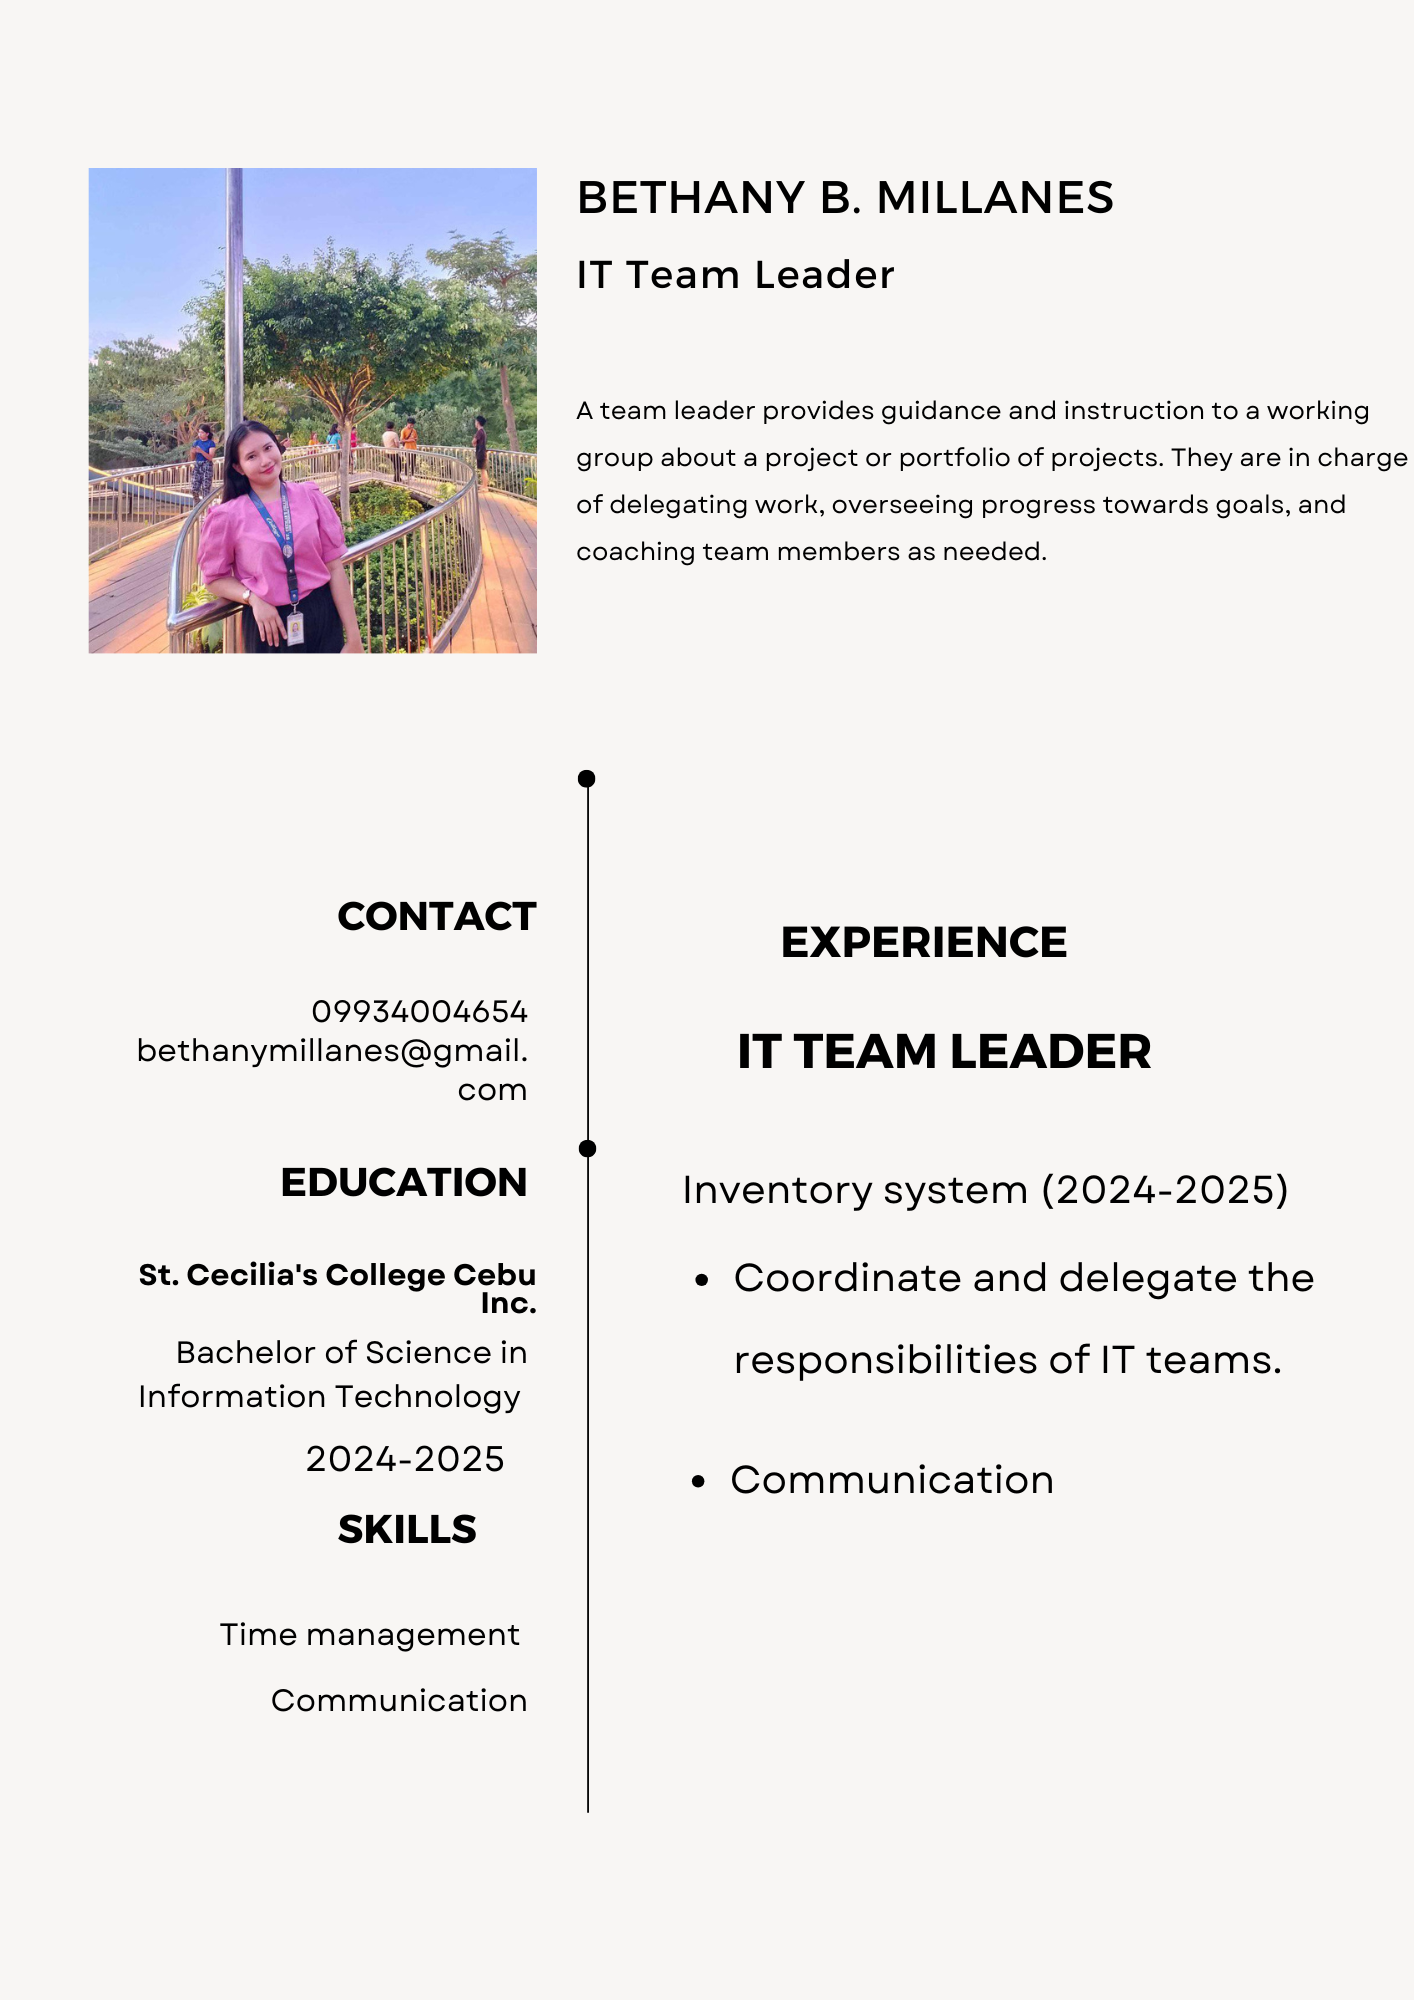 BETHANY B. MILLANES
IT Team Leader
A team leader provides guidance and instruction to a working
group about a project or portfolio of projects. They are in charge
of delegating work, overseeing progress towards goals, and
coaching team members as needed.
CONTACT
09934004654
bethanymillanes@gmail.
com
EDUCATION
St. Cecilia's College Cebu
Inc.
Bachelor of Science in
Information Technology
2024-2025
SKILLS
Time management
Communication
EXPERIENCE
IT TEAM LEADER
Inventory system (2024-2025)
• Coordinate and delegate the
responsibilities of IT teams.
• Communication